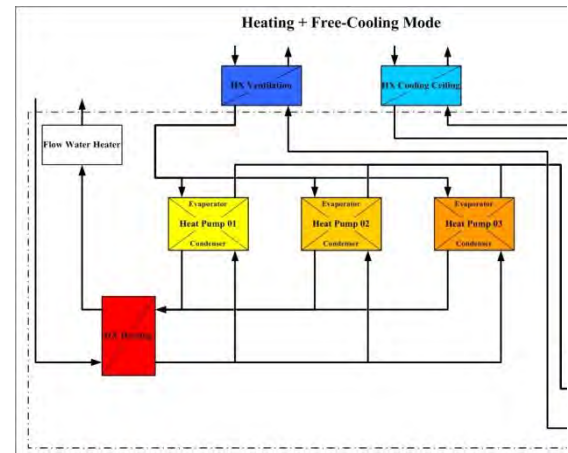 Heating + Free-Cooling Mode
HX Ventilation
HX Cooling Ceiling
Flow Water Heater
Evaporator
Heat Pump 01
Condenser
Evaporator
Heat Pump 02
Condenser
Evaporator
Heat Pump 03
Condenser
HX Heating